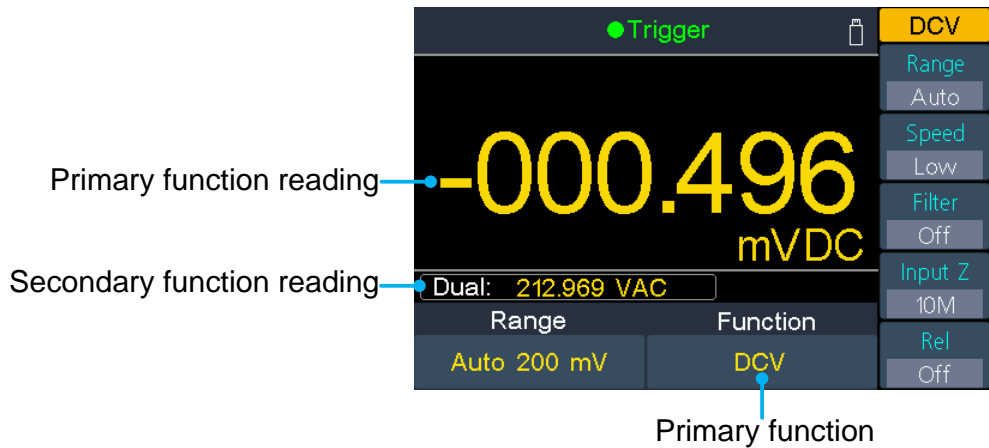 Trigger
DCV
Range
Auto
Speed
Low
Primary function reading
-000.496
Filter
Off
mVDC
Secondary function reading
Dual: 212.969 VAC
Input Z
10M
Range
Function
Rel
Off
Auto 200 mV
DCV
Primary function